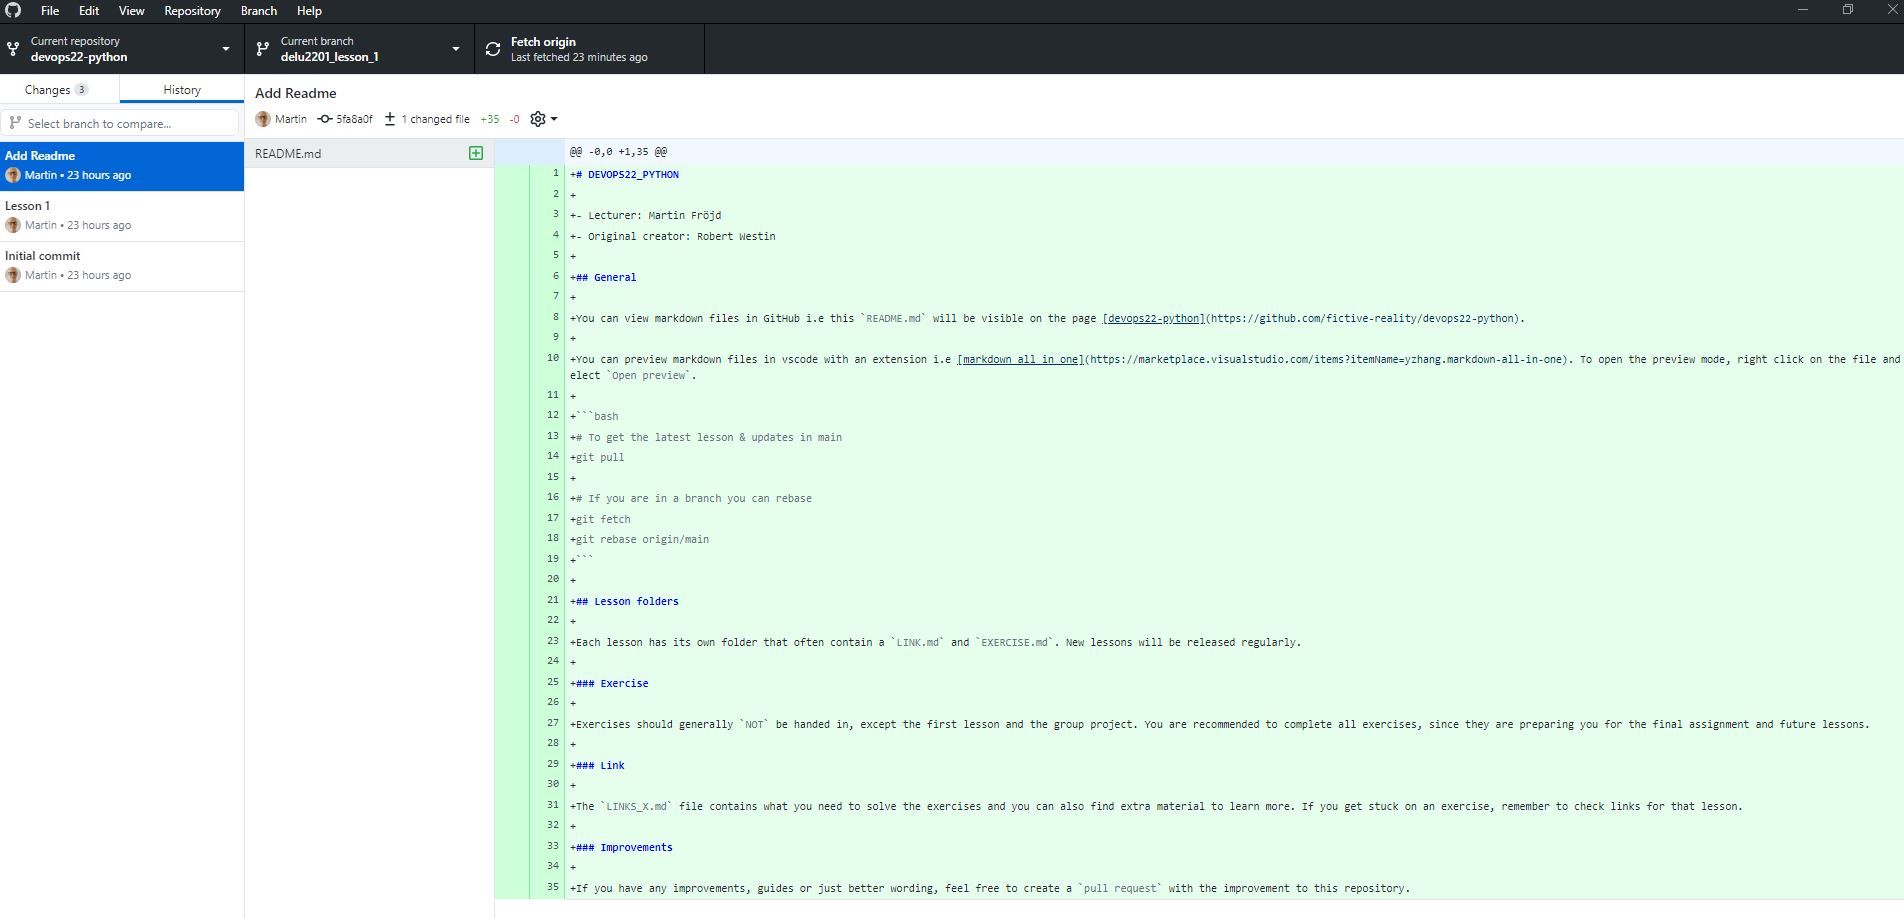 File Edit View Repository Branch Help
Current repository
devops22-python
Current branch
delu2201_lesson_1
Fetch origin
Last fetched 23 minutes ago
Changes 3
History
Select branch to compare...
Add Readme
Martin • 23 hours ago
Lesson 1
Martin • 23 hours ago
Initial commit
Martin • 23 hours ago
Add Readme
Martin 5fa8a0f 1 changed file +35 -0
README.md
@@ -0,0 +1,35 @@
1 +# DEVOPS22_PYTHON
2 +
3 +- Lecturer: Martin Fröjd
4 +- Original creator: Robert Westin
5 +
6 +## General
7 +
8 +You can view markdown files in GitHub i.e this `README.md` will be visible on the page [devops22-python](https://github.com/fictive-reality/devops22-python).
9 +
10 +You can preview markdown files in vscode with an extension i.e [markdown all in one](https://marketplace.visualstudio.com/items?itemName=yzhang.markdown-all-in-one). To open the preview mode, right click on the file and
elect `Open preview`.
11 +
12 +```bash
13 +# To get the latest lesson & updates in main
14 +git pull
15 +
16 +# If you are in a branch you can rebase
17 +git fetch
18 +git rebase origin/main
19 +```
20 +
21 +## Lesson folders
22 +
23 +Each lesson has its own folder that often contain a `LINK.md` and `EXERCISE.md`. New lessons will be released regularly.
24 +
25 +### Exercise
26 +
27 +Exercises should generally `NOT` be handed in, except the first lesson and the group project. You are recommended to complete all exercises, since they are preparing you for the final assignment and future lessons.
28 +
29 +### Link
30 +
31 +The `LINKS_X.md` file contains what you need to solve the exercises and you can also find extra material to learn more. If you get stuck on an exercise, remember to check links for that lesson.
32 +
33 +### Improvements
34 +
35 +If you have any improvements, guides or just better wording, feel free to create a `pull request` with the improvement to this repository.